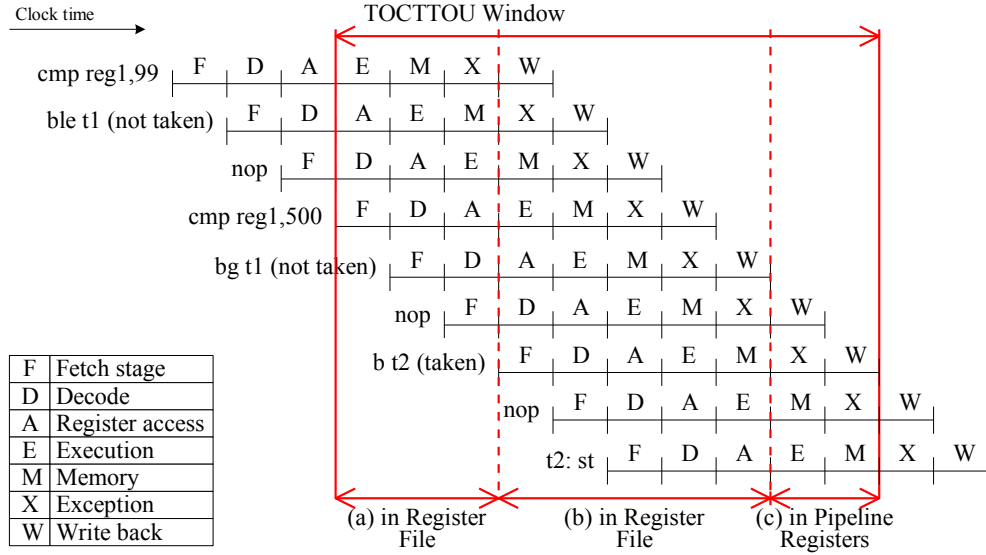 TOCTTOU Window
Clock time
cmp reg1,99 F D A E M X W
ble t1 (not taken) F D A E M X W
nop F D A E M X W
cmp reg1,500 F D A E M X W
bg t1 (not taken) F D A E M X W
nop F D A E M X W
b t2 (taken) F D A E M X W
nop F D A E M X W
t2: st F D A E M X W
F Fetch stage
D Decode
A Register access
E Execution
M Memory
X Exception
W Write back
(a) in Register
File
(b) in Register
File
(c) in Pipeline
Registers